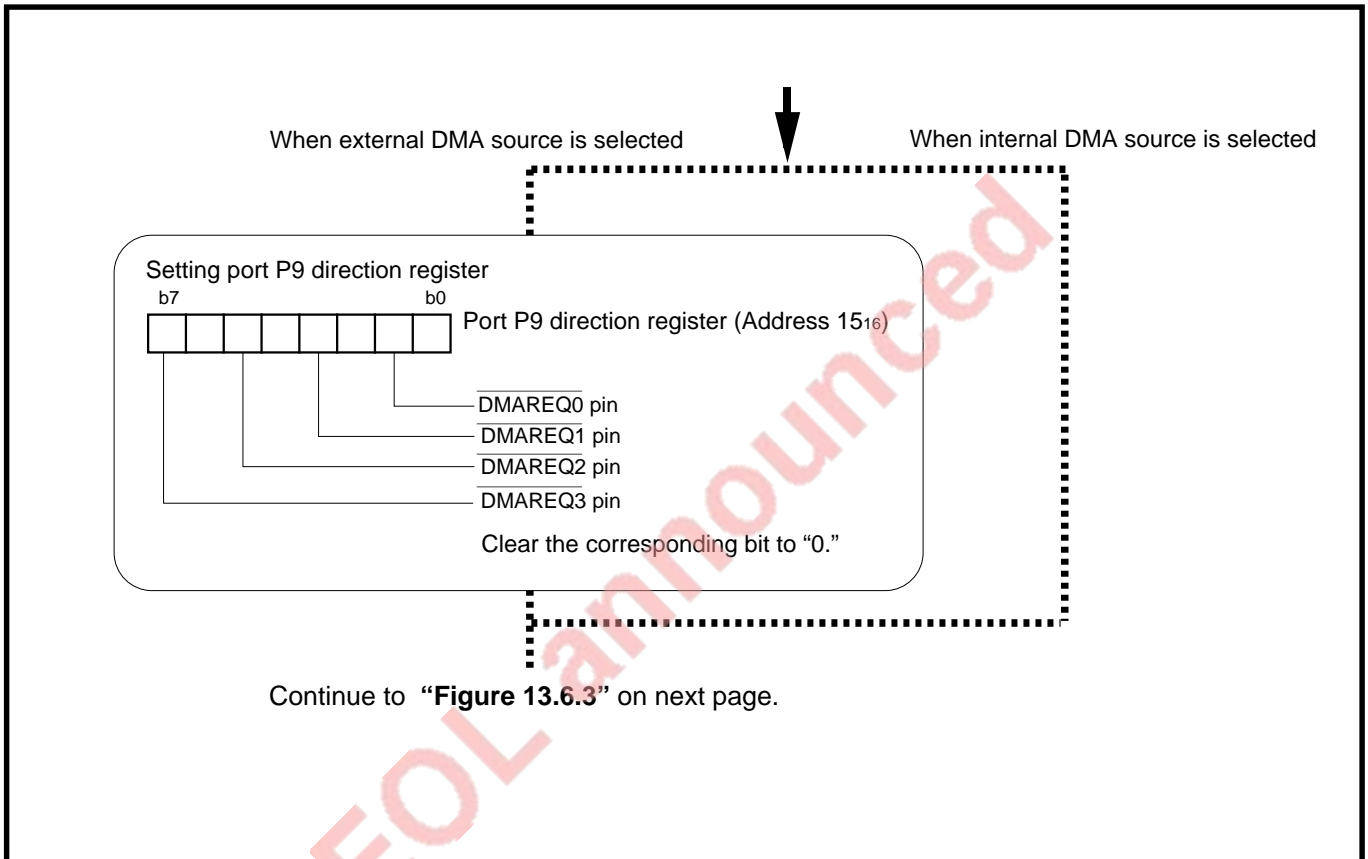 When external DMA source is selected
When internal DMA source is selected
Setting port P9 direction register
b7 b0
Port P9 direction register (Address 15₁₆)
DMAREQ0 pin
DMAREQ1 pin
DMAREQ2 pin
DMAREQ3 pin
Clear the corresponding bit to “0.”
Continue to “Figure 13.6.3” on next page.
EOL announced